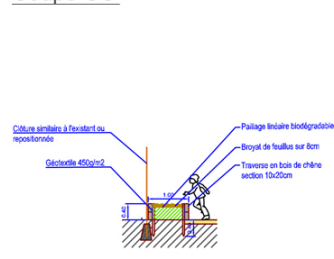 Clôture similaire à l'existant ou
repositionnée
Géotextile 450g/m2
Paillage linéaire biodégradable
Broyat de feuillus sur 8cm
Traverse en bois de chêne
section 10x20cm
1.00
0.40